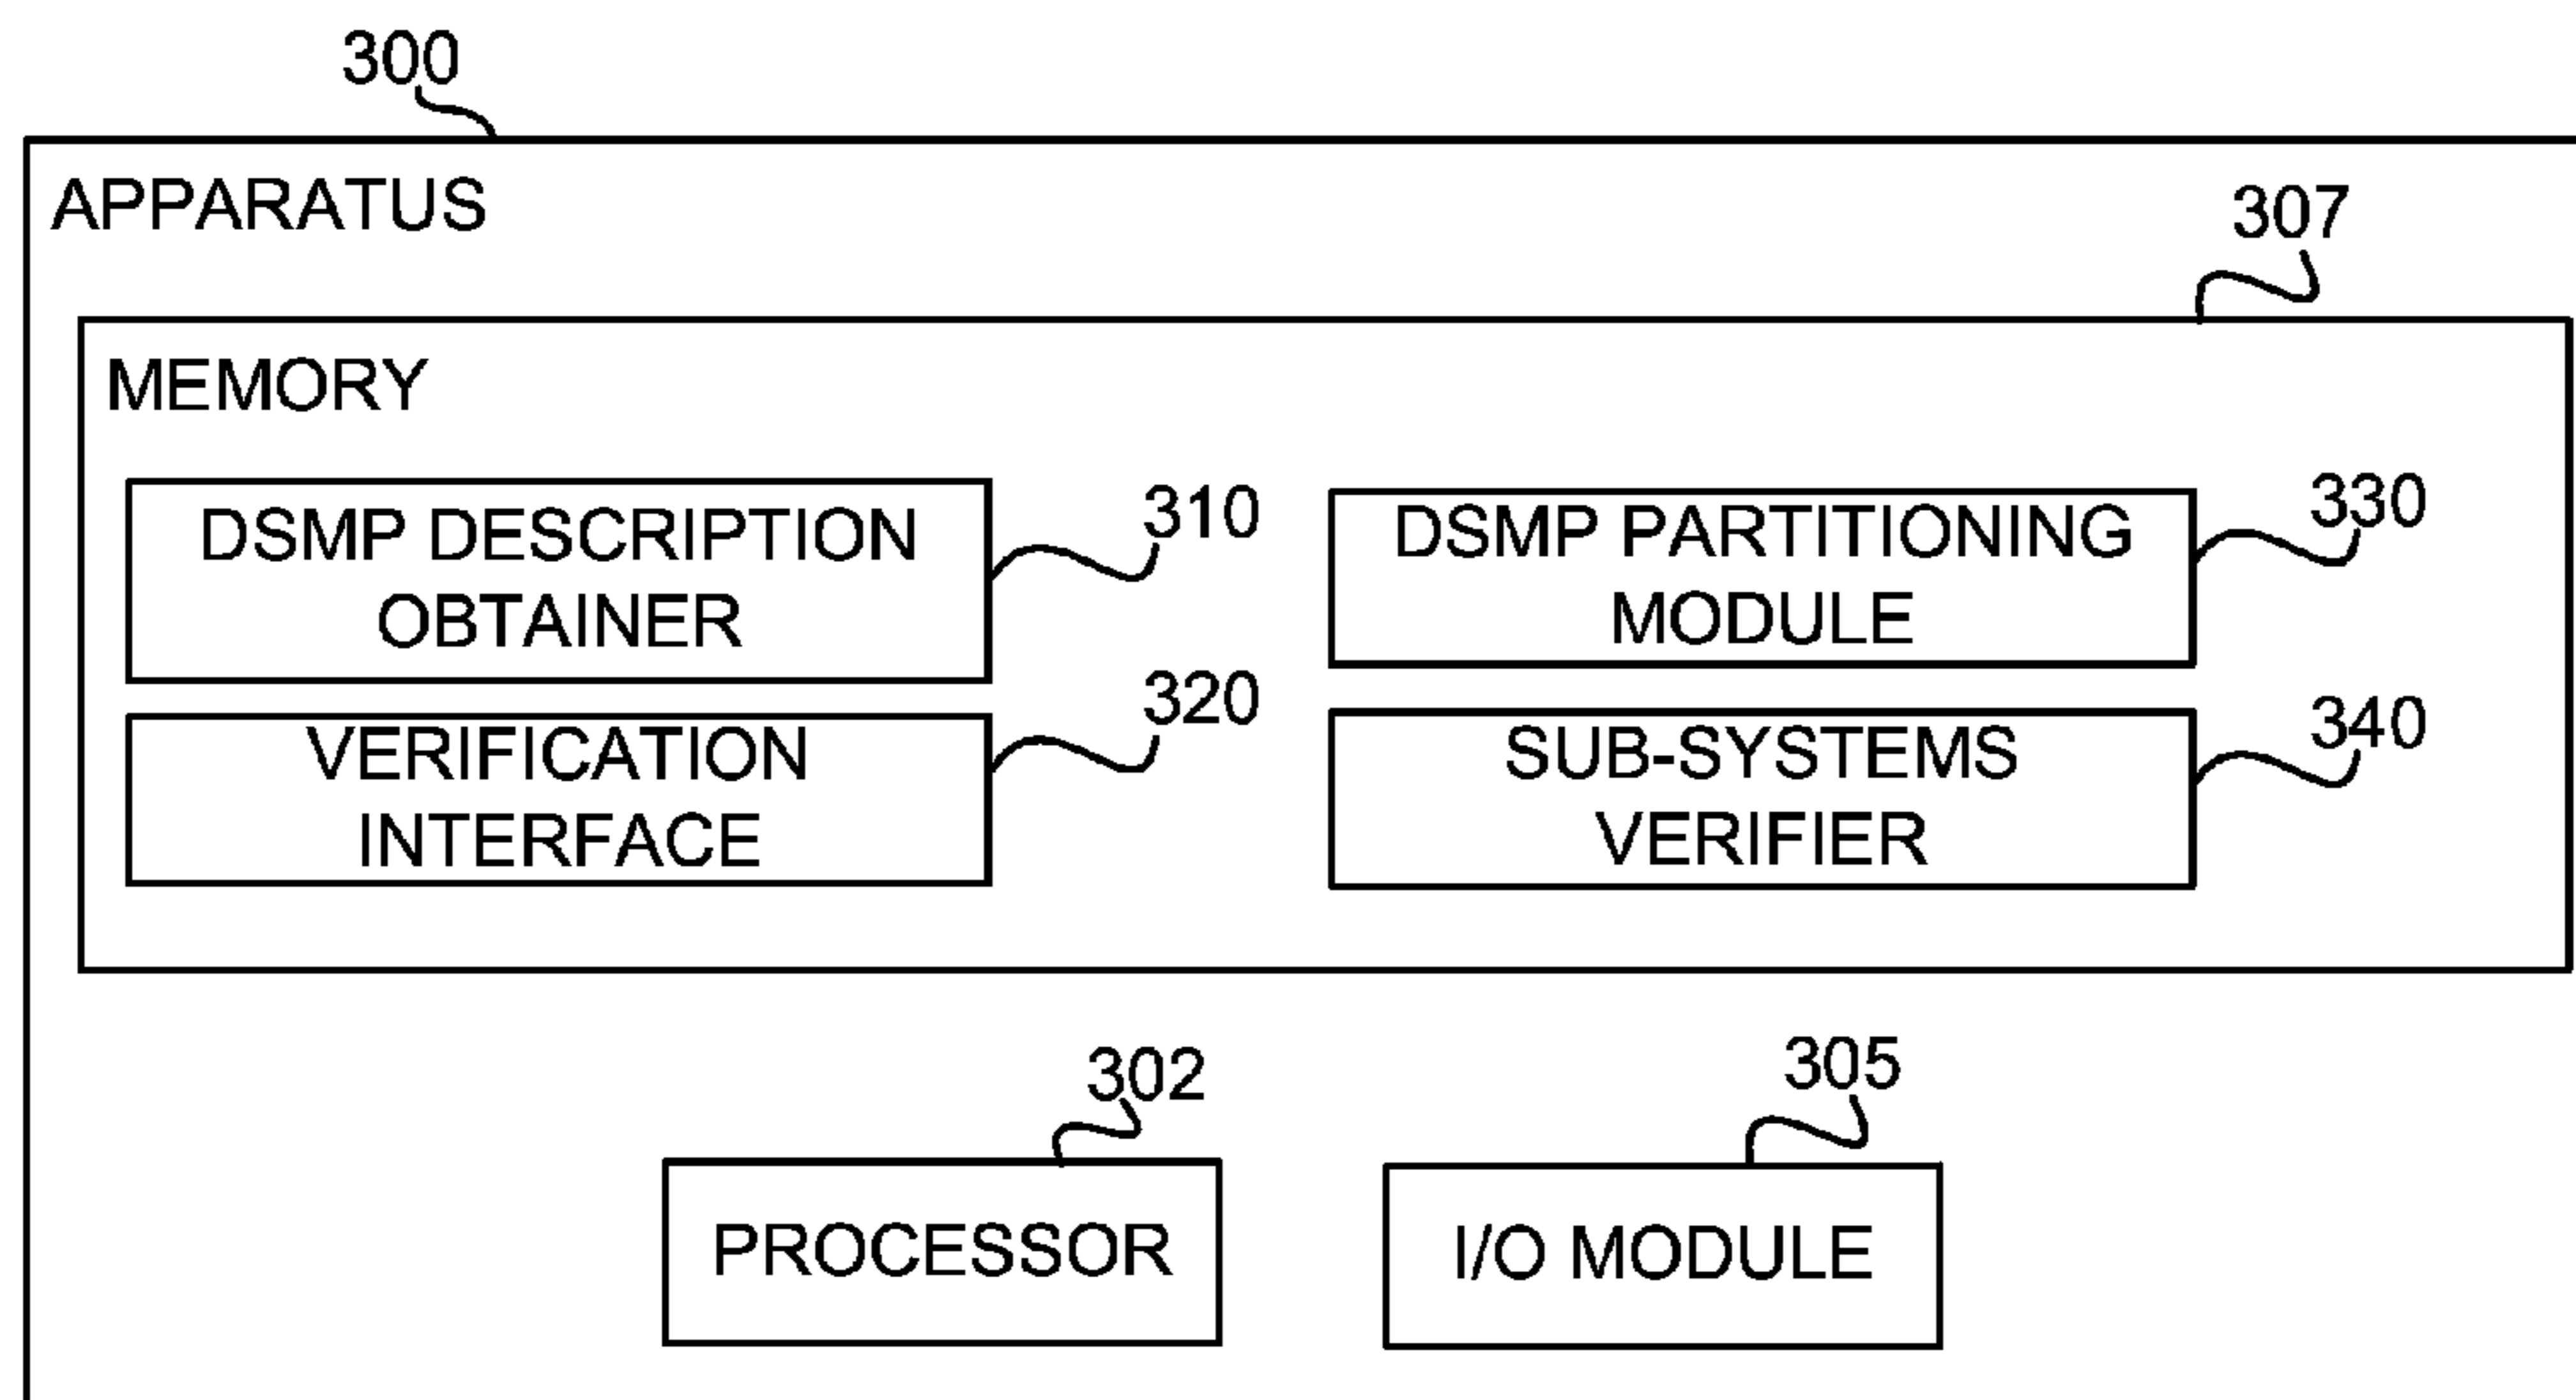 300
APPARATUS
307
MEMORY
DSMP DESCRIPTION
OBTAINER
310
DSMP PARTITIONING
MODULE
330
VERIFICATION
INTERFACE
320
SUB-SYSTEMS
VERIFIER
340
302
PROCESSOR
305
I/O MODULE